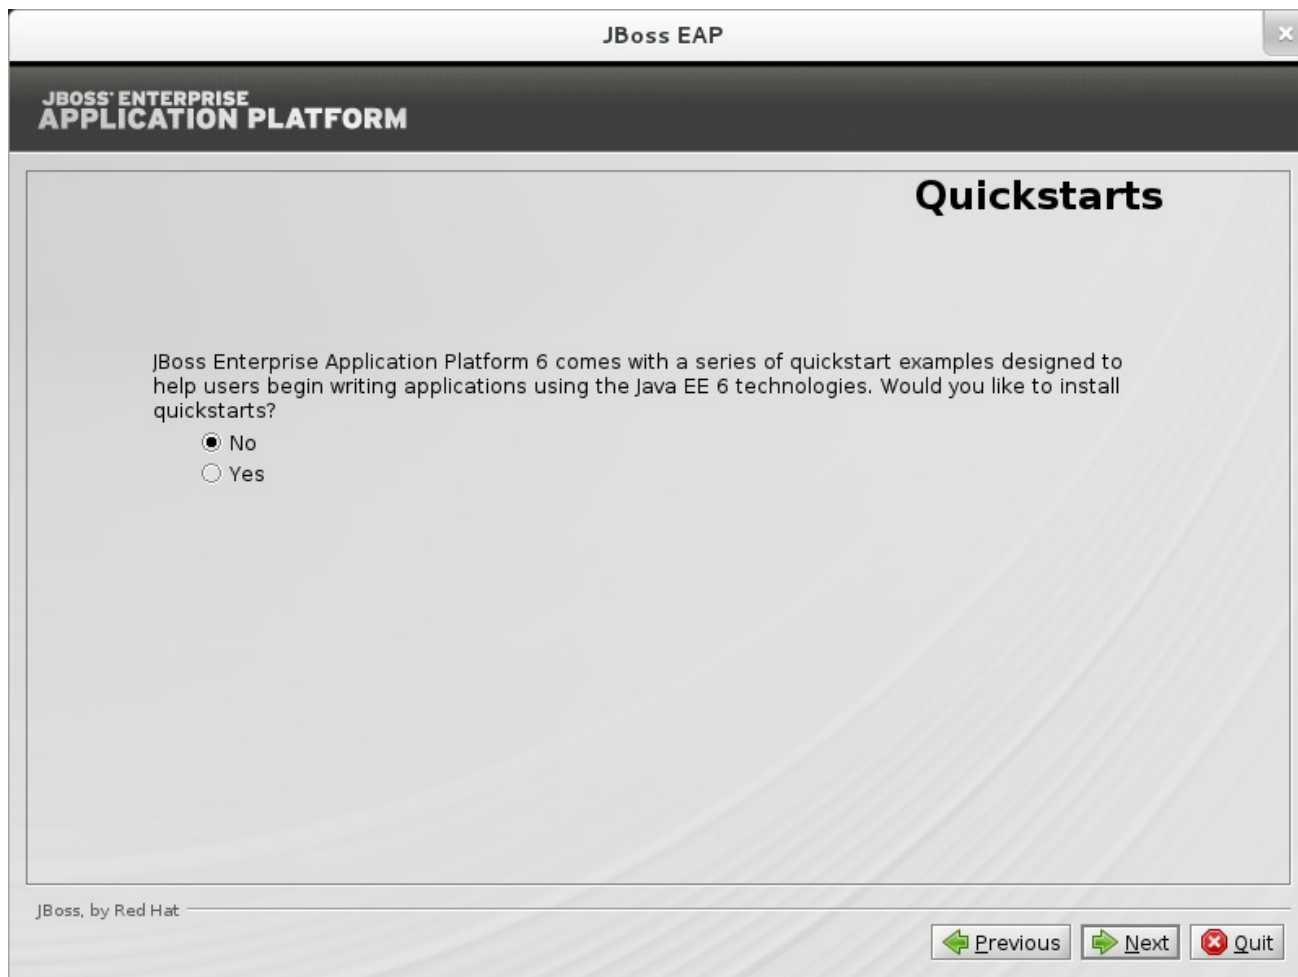 JBoss EAP
JBOSS® ENTERPRISE
APPLICATION PLATFORM
Quickstarts
JBoss Enterprise Application Platform 6 comes with a series of quickstart examples designed to
help users begin writing applications using the Java EE 6 technologies. Would you like to install
quickstarts?
No
Yes
JBoss, by Red Hat
Previous
Next
Quit